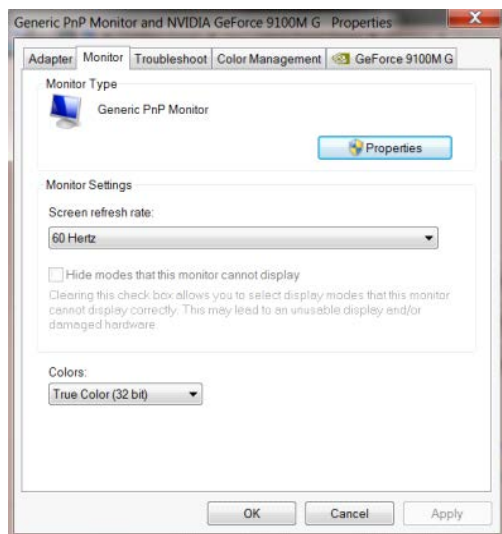 Generic PnP Monitor and NVIDIA GeForce 9100M G Properties
Adapter Monitor Troubleshoot Color Management GeForce 9100M G
Monitor Type
Generic PnP Monitor
Properties
Monitor Settings
Screen refresh rate:
60 Hertz
Hide modes that this monitor cannot display
Clearing this check box allows you to select display modes that this monitor
cannot display correctly. This may lead to an unusable display and/or
damaged hardware.
Colors:
True Color (32 bit)
OK Cancel Apply